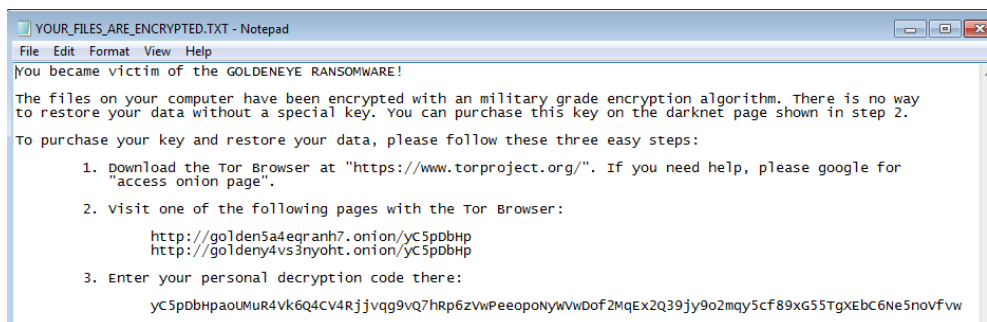 YOUR_FILES_ARE_ENCRYPTED.TXT - Notepad
File Edit Format View Help
You became victim of the GOLDENEYE RANSOMWARE!
The files on your computer have been encrypted with an military grade encryption algorithm. There is no way
to restore your data without a special key. You can purchase this key on the darknet page shown in step 2.
To purchase your key and restore your data, please follow these three easy steps:
1. Download the Tor Browser at "https://www.torproject.org/". If you need help, please google for
"access onion page".
2. Visit one of the following pages with the Tor Browser:
http://golden5a4eqranh7.onion/yC5pDbHp
http://goldeny4vs3nyoht.onion/yC5pDbHp
3. Enter your personal decryption code there:
yC5pDbHpaoUMuR4Vk6Q4CV4Rjjvqg9vQ7hRp6zVwPeeopoNyWVwDof2MqEx2Q39jy9o2mqy5cf89xG55TgXEbC6Ne5noVfvw